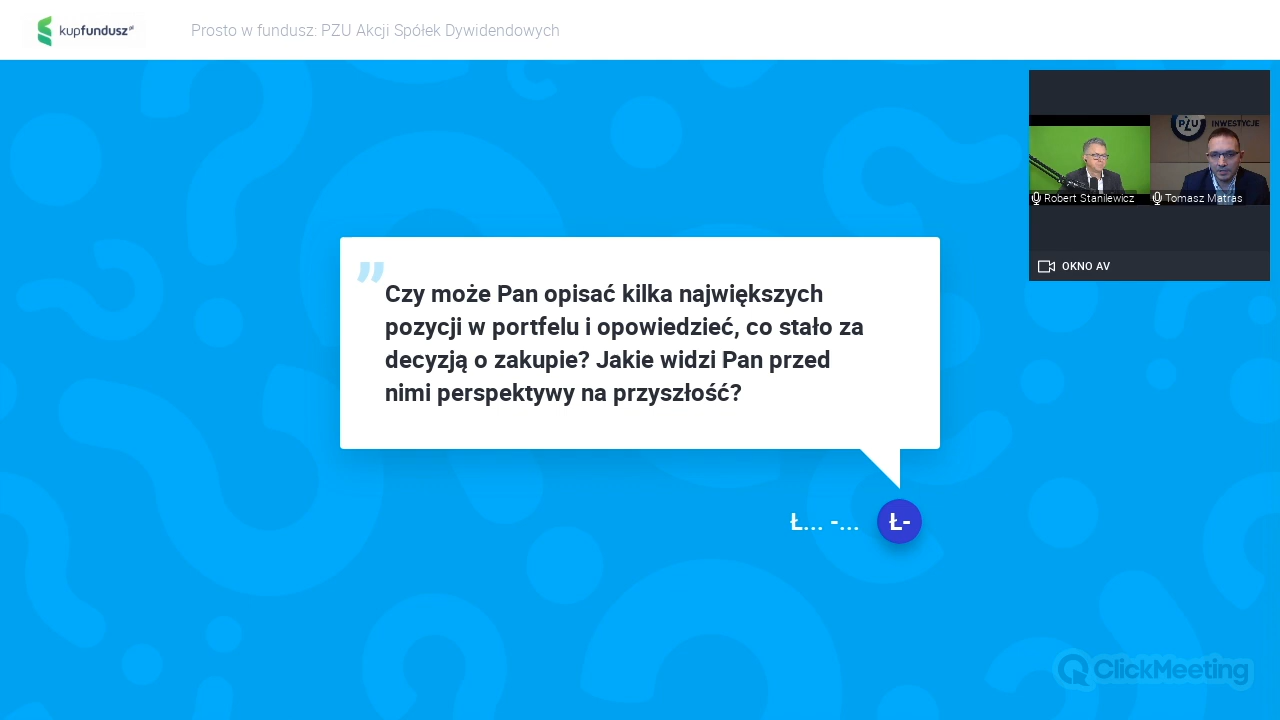 kupfundusz.pl
Prosto w fundusz: PZU Akcji Spółek Dywidendowych
PZU INWESTYCJE
Robert Stanilewicz
Tomasz Matras
OKNO AV
”
Czy może Pan opisać kilka największych
pozycji w portfelu i opowiedzieć, co stało za
decyzją o zakupie? Jakie widzi Pan przed
nimi perspektywy na przyszłość?
Ł... -...
Ł-
ClickMeeting